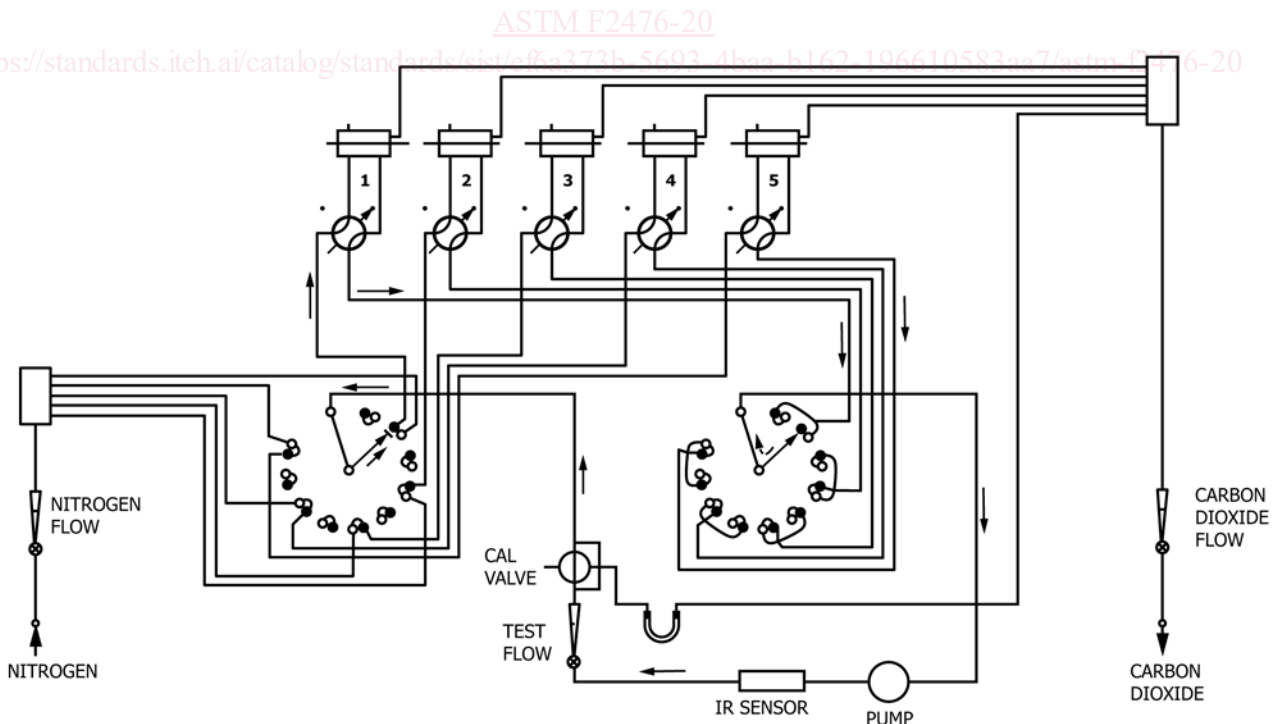 ASTM F2476-20
ps://standards.iteh.ai/catalog/standards/sist/ef6a373b-5693-4baa-b162-196610583aa7/astm-f2476-20
1
2
3
4
5
NITROGEN
FLOW
NITROGEN
CAL
VALVE
TEST
FLOW
IR SENSOR
PUMP
CARBON
DIOXIDE
FLOW
CARBON
DIOXIDE